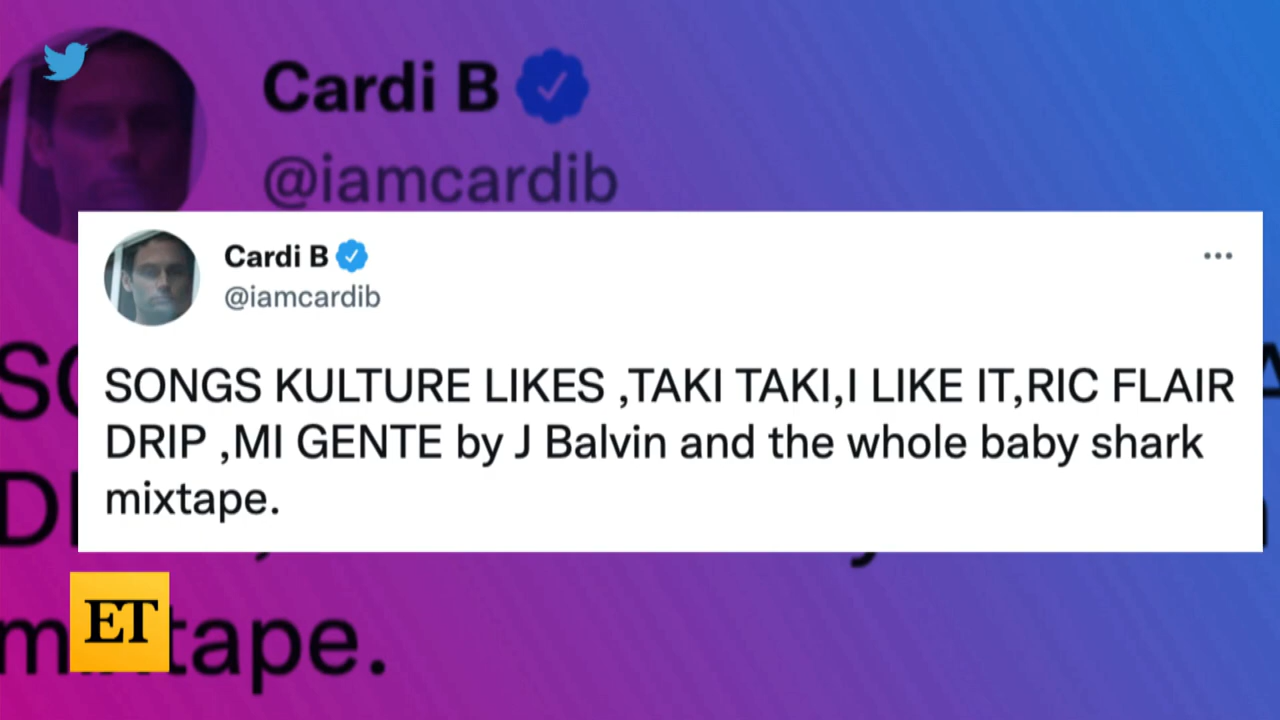 Cardi B
@iamcardib
Cardi B
@iamcardib
SONGS KULTURE LIKES ,TAKI TAKI,I LIKE IT,RIC FLAIR
DRIP ,MI GENTE by J Balvin and the whole baby shark
mixtape.
ET